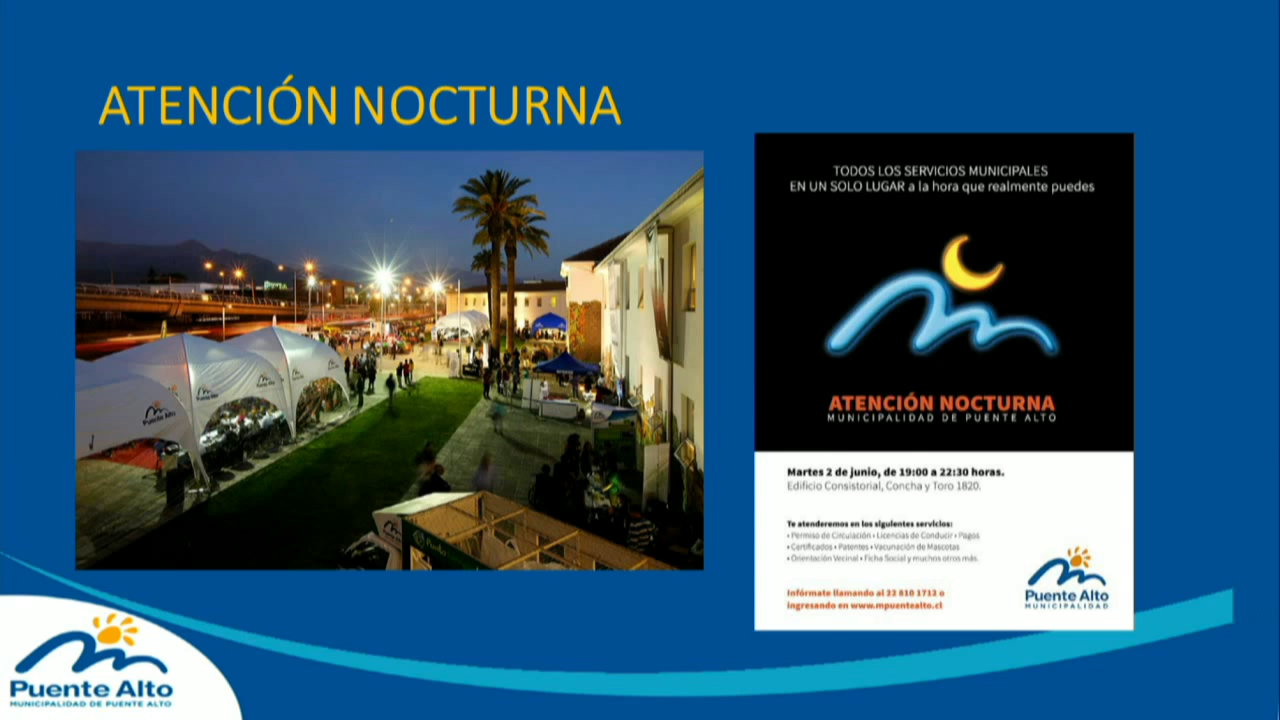 ATENCIÓN NOCTURNA
Puente Alto
Puente Alto
TODOS LOS SERVICIOS MUNICIPALES
EN UN SOLO LUGAR a la hora que realmente puedes
ATENCIÓN NOCTURNA
MUNICIPALIDAD DE PUENTE ALTO
Martes 2 de junio, de 19:00 a 22:30 horas.
Edificio Consistorial, Concha y Toro 1820.
Te atenderemos en los siguientes servicios:
• Permiso de Circulación • Licencias de Conducir • Pagos
• Certificados • Patentes • Vacunación de Mascotas
• Orientación Vecinal • Ficha Social y muchos otros más.
Infórmate llamando al 22 810 1712 o
ingresando en www.mpuentealto.cl
Puente Alto
MUNICIPALIDAD
Puente Alto
MUNICIPALIDAD DE PUENTE ALTO